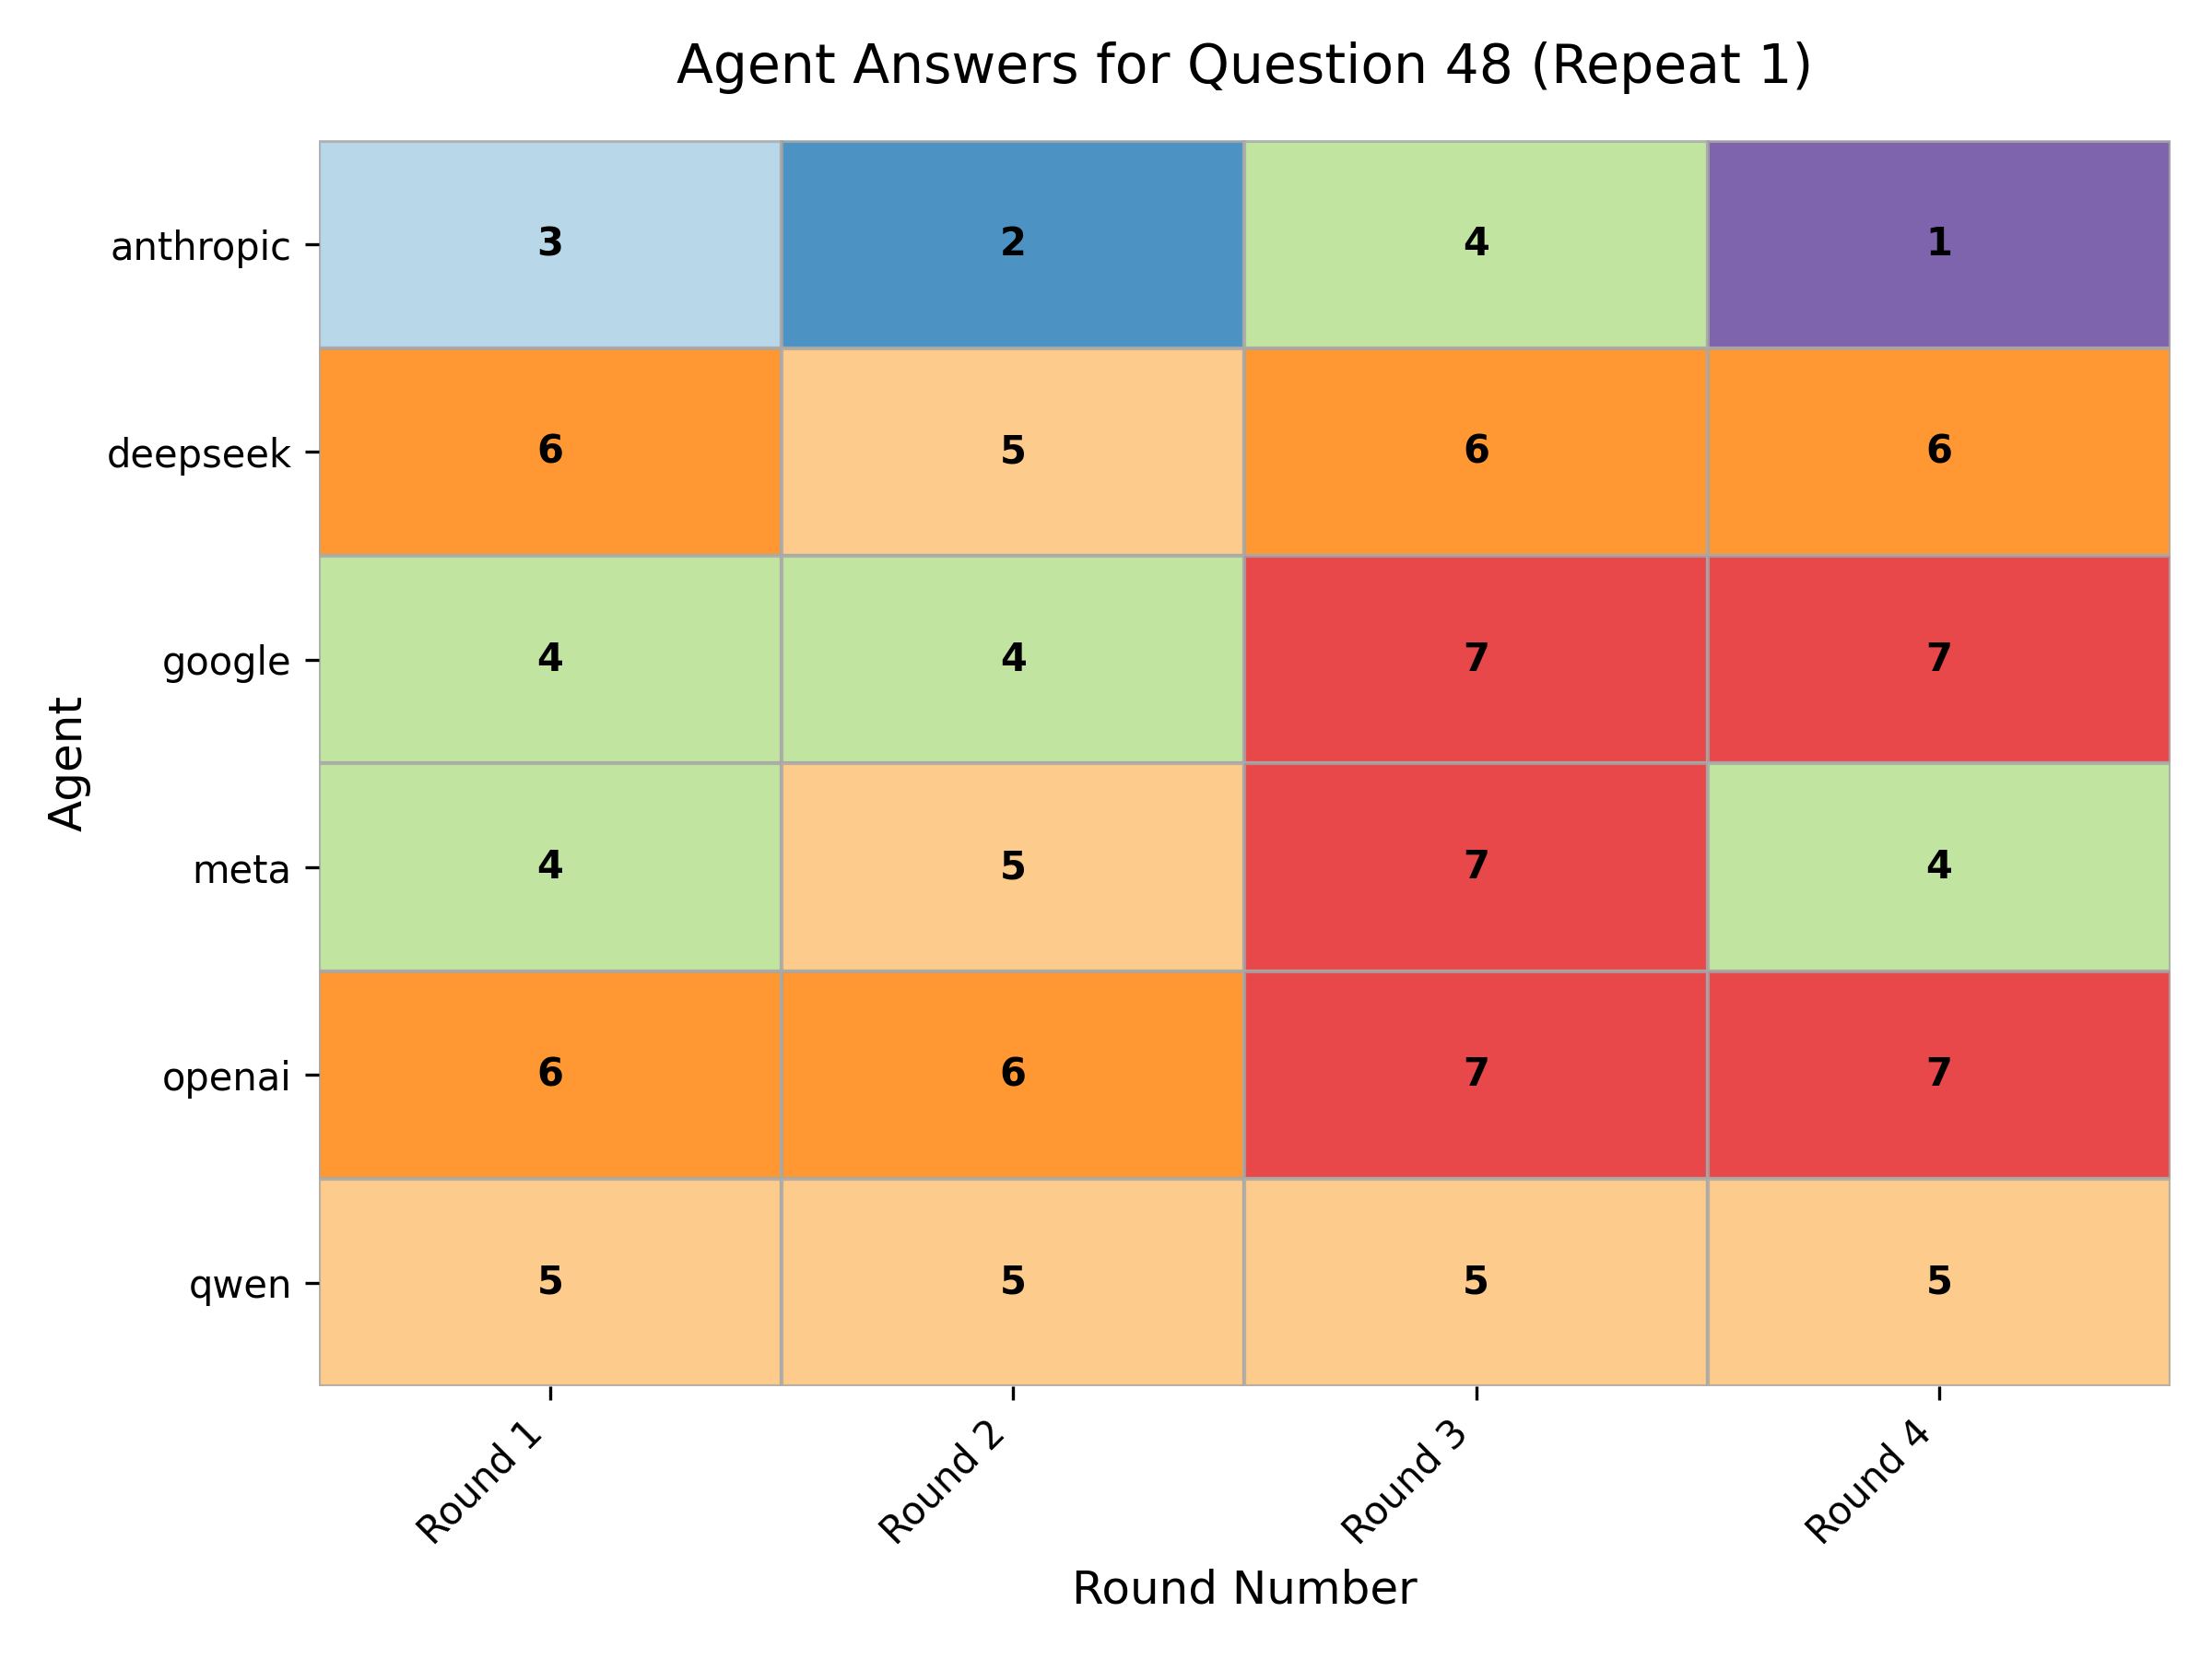 Agent Answers for Question 48 (Repeat 1)
Agent
anthropic 3 2 4 1
deepseek 6 5 6 6
google 4 4 7 7
meta 4 5 7 4
openai 6 6 7 7
qwen 5 5 5 5
Round 1 Round 2 Round 3 Round 4
Round Number